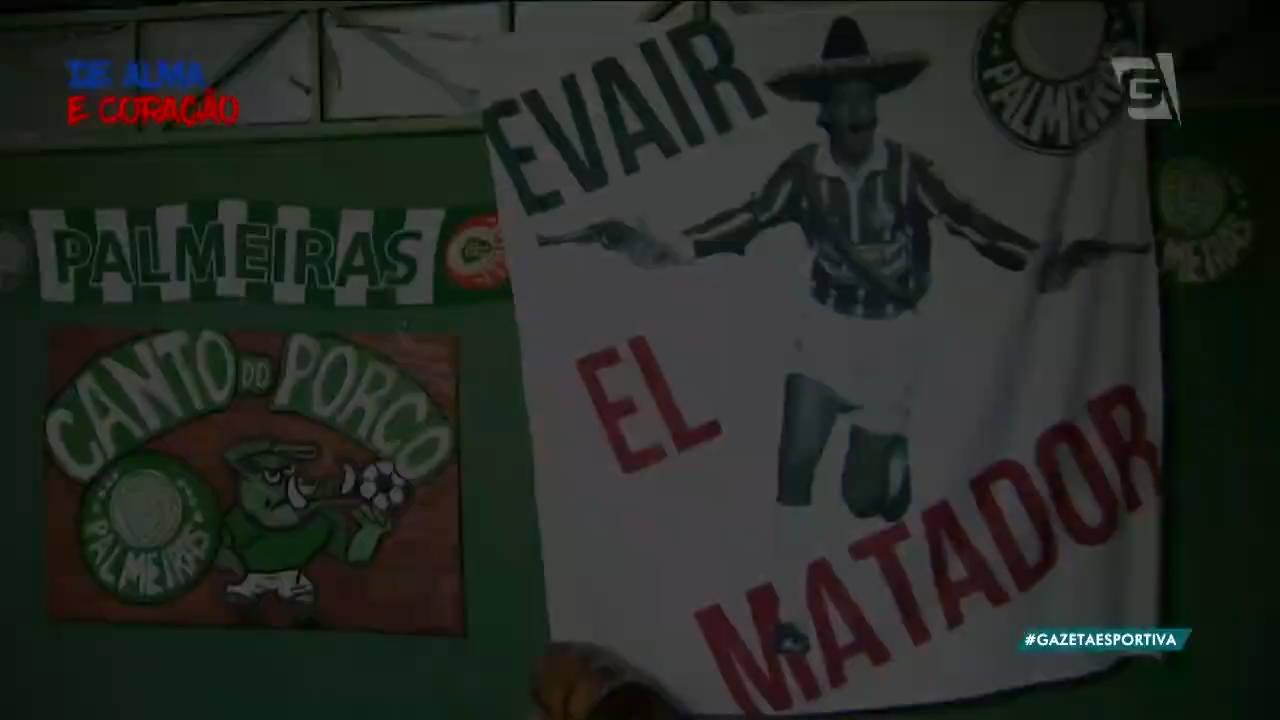 DE ALMA
E CORAÇÃO
EVAIR
PALMEIRAS
PALMEIRAS
CANTO DO PORCO
PALMEIRAS
EL
MATADOR
#GAZETAESPORTIVA